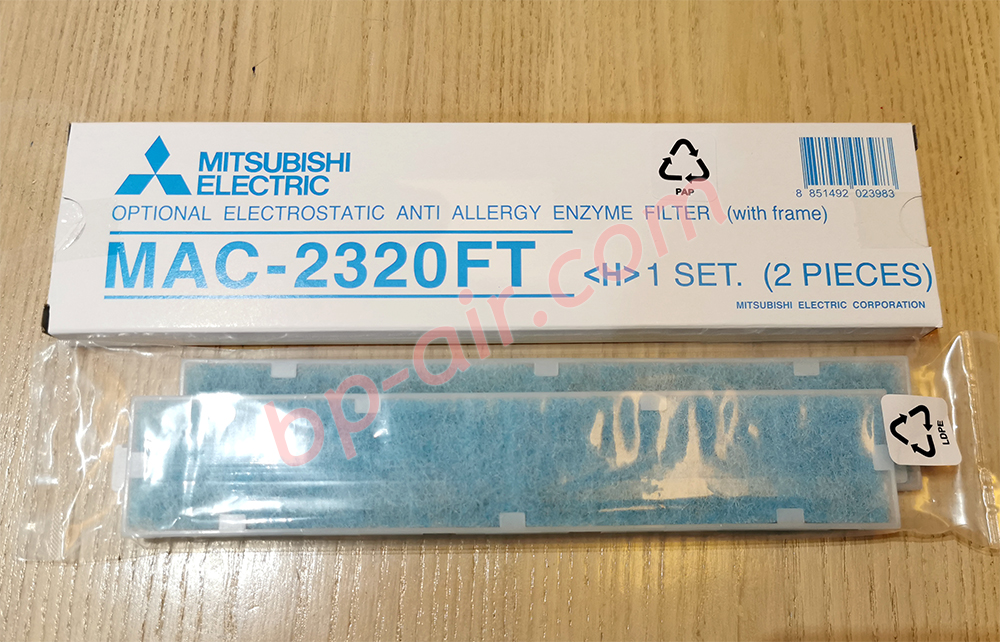 MITSUBISHI
ELECTRIC
PAP
8 851492 023983
OPTIONAL ELECTROSTATIC ANTI ALLERGY ENZYME FILTER (with frame)
MAC-2320FT <H> 1 SET. (2 PIECES)
MITSUBISHI ELECTRIC CORPORATION
bp-air.com
LDPE